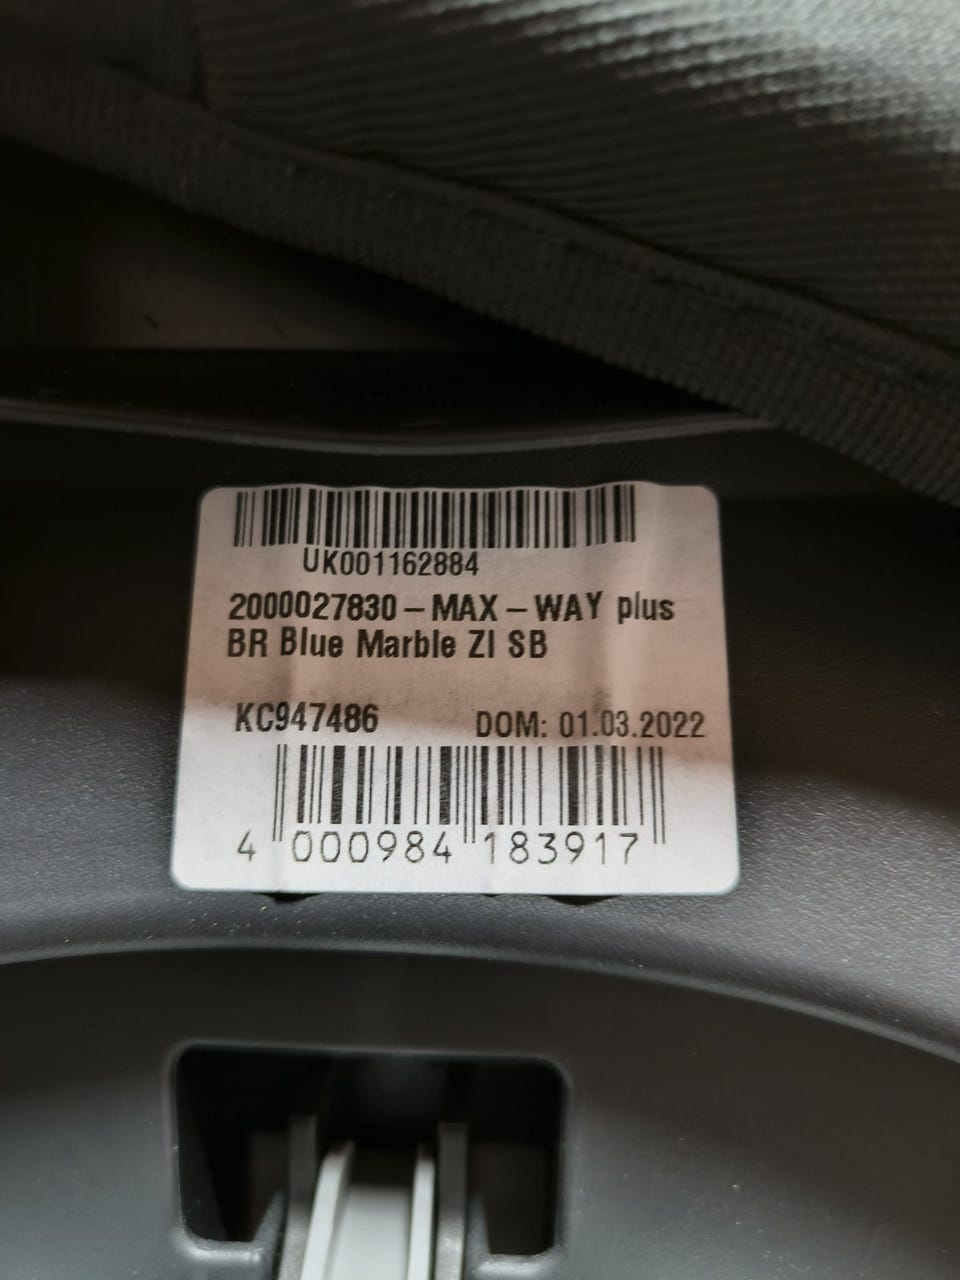 UK001162884
2000027830 – MAX – WAY plus
BR Blue Marble ZI SB
KC947486 DOM: 01.03.2022
4 000984 183917